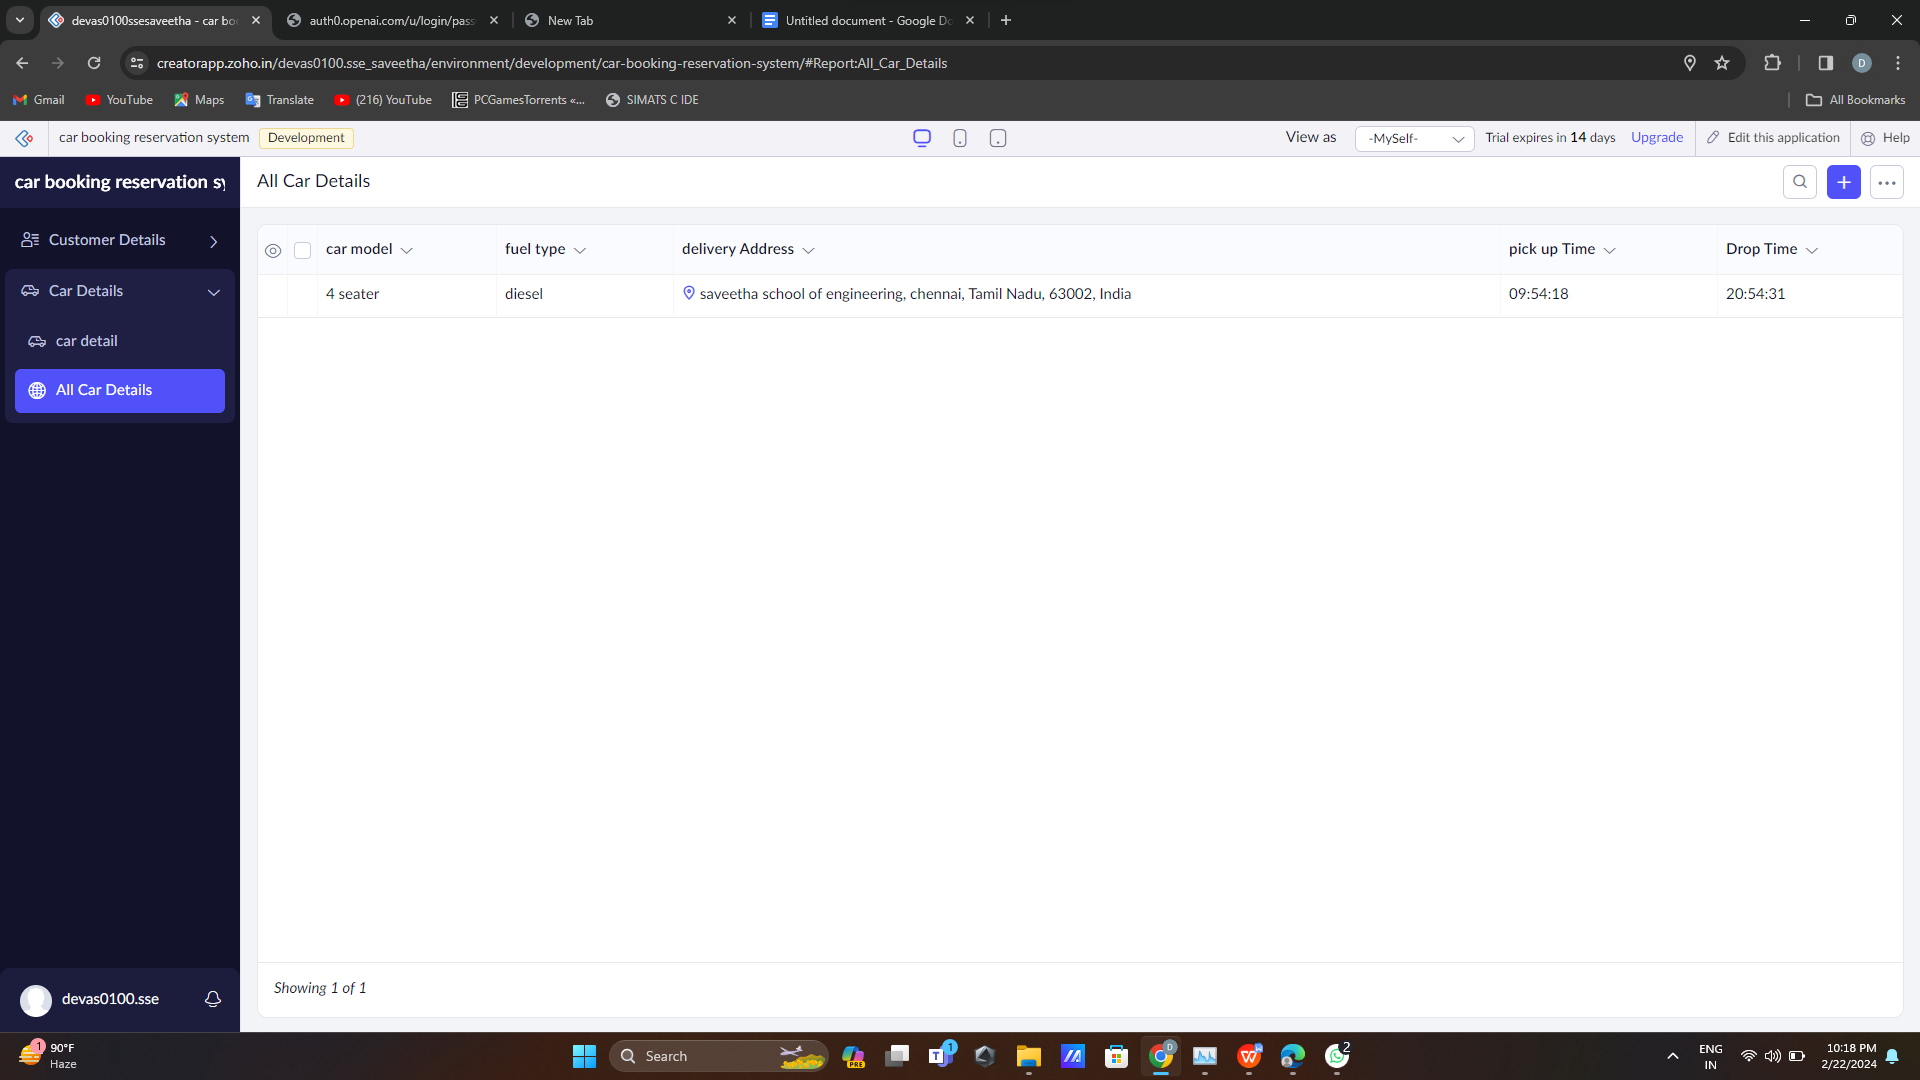 devas0100ssesaveetha - car bo
auth0.openai.com/u/login/pass
New Tab
Untitled document - Google Do
creatorapp.zoho.in/devas0100.sse_saveetha/environment/development/car-booking-reservation-system/#Report:All_Car_Details
D
Gmail
YouTube
Maps
Translate
(216) YouTube
PCGamesTorrents «...
SIMATS C IDE
All Bookmarks
car booking reservation system
Development
View as
-MySelf-
Trial expires in 14 days
Upgrade
Edit this application
Help
car booking reservation sy
All Car Details
Customer Details
Car Details
car detail
All Car Details
car model
fuel type
delivery Address
pick up Time
Drop Time
4 seater
diesel
saveetha school of engineering, chennai, Tamil Nadu, 63002, India
09:54:18
20:54:31
Showing 1 of 1
devas0100.sse
1
90°F
Haze
Search
PRE
1
D
2
ENG
IN
10:18 PM
2/22/2024